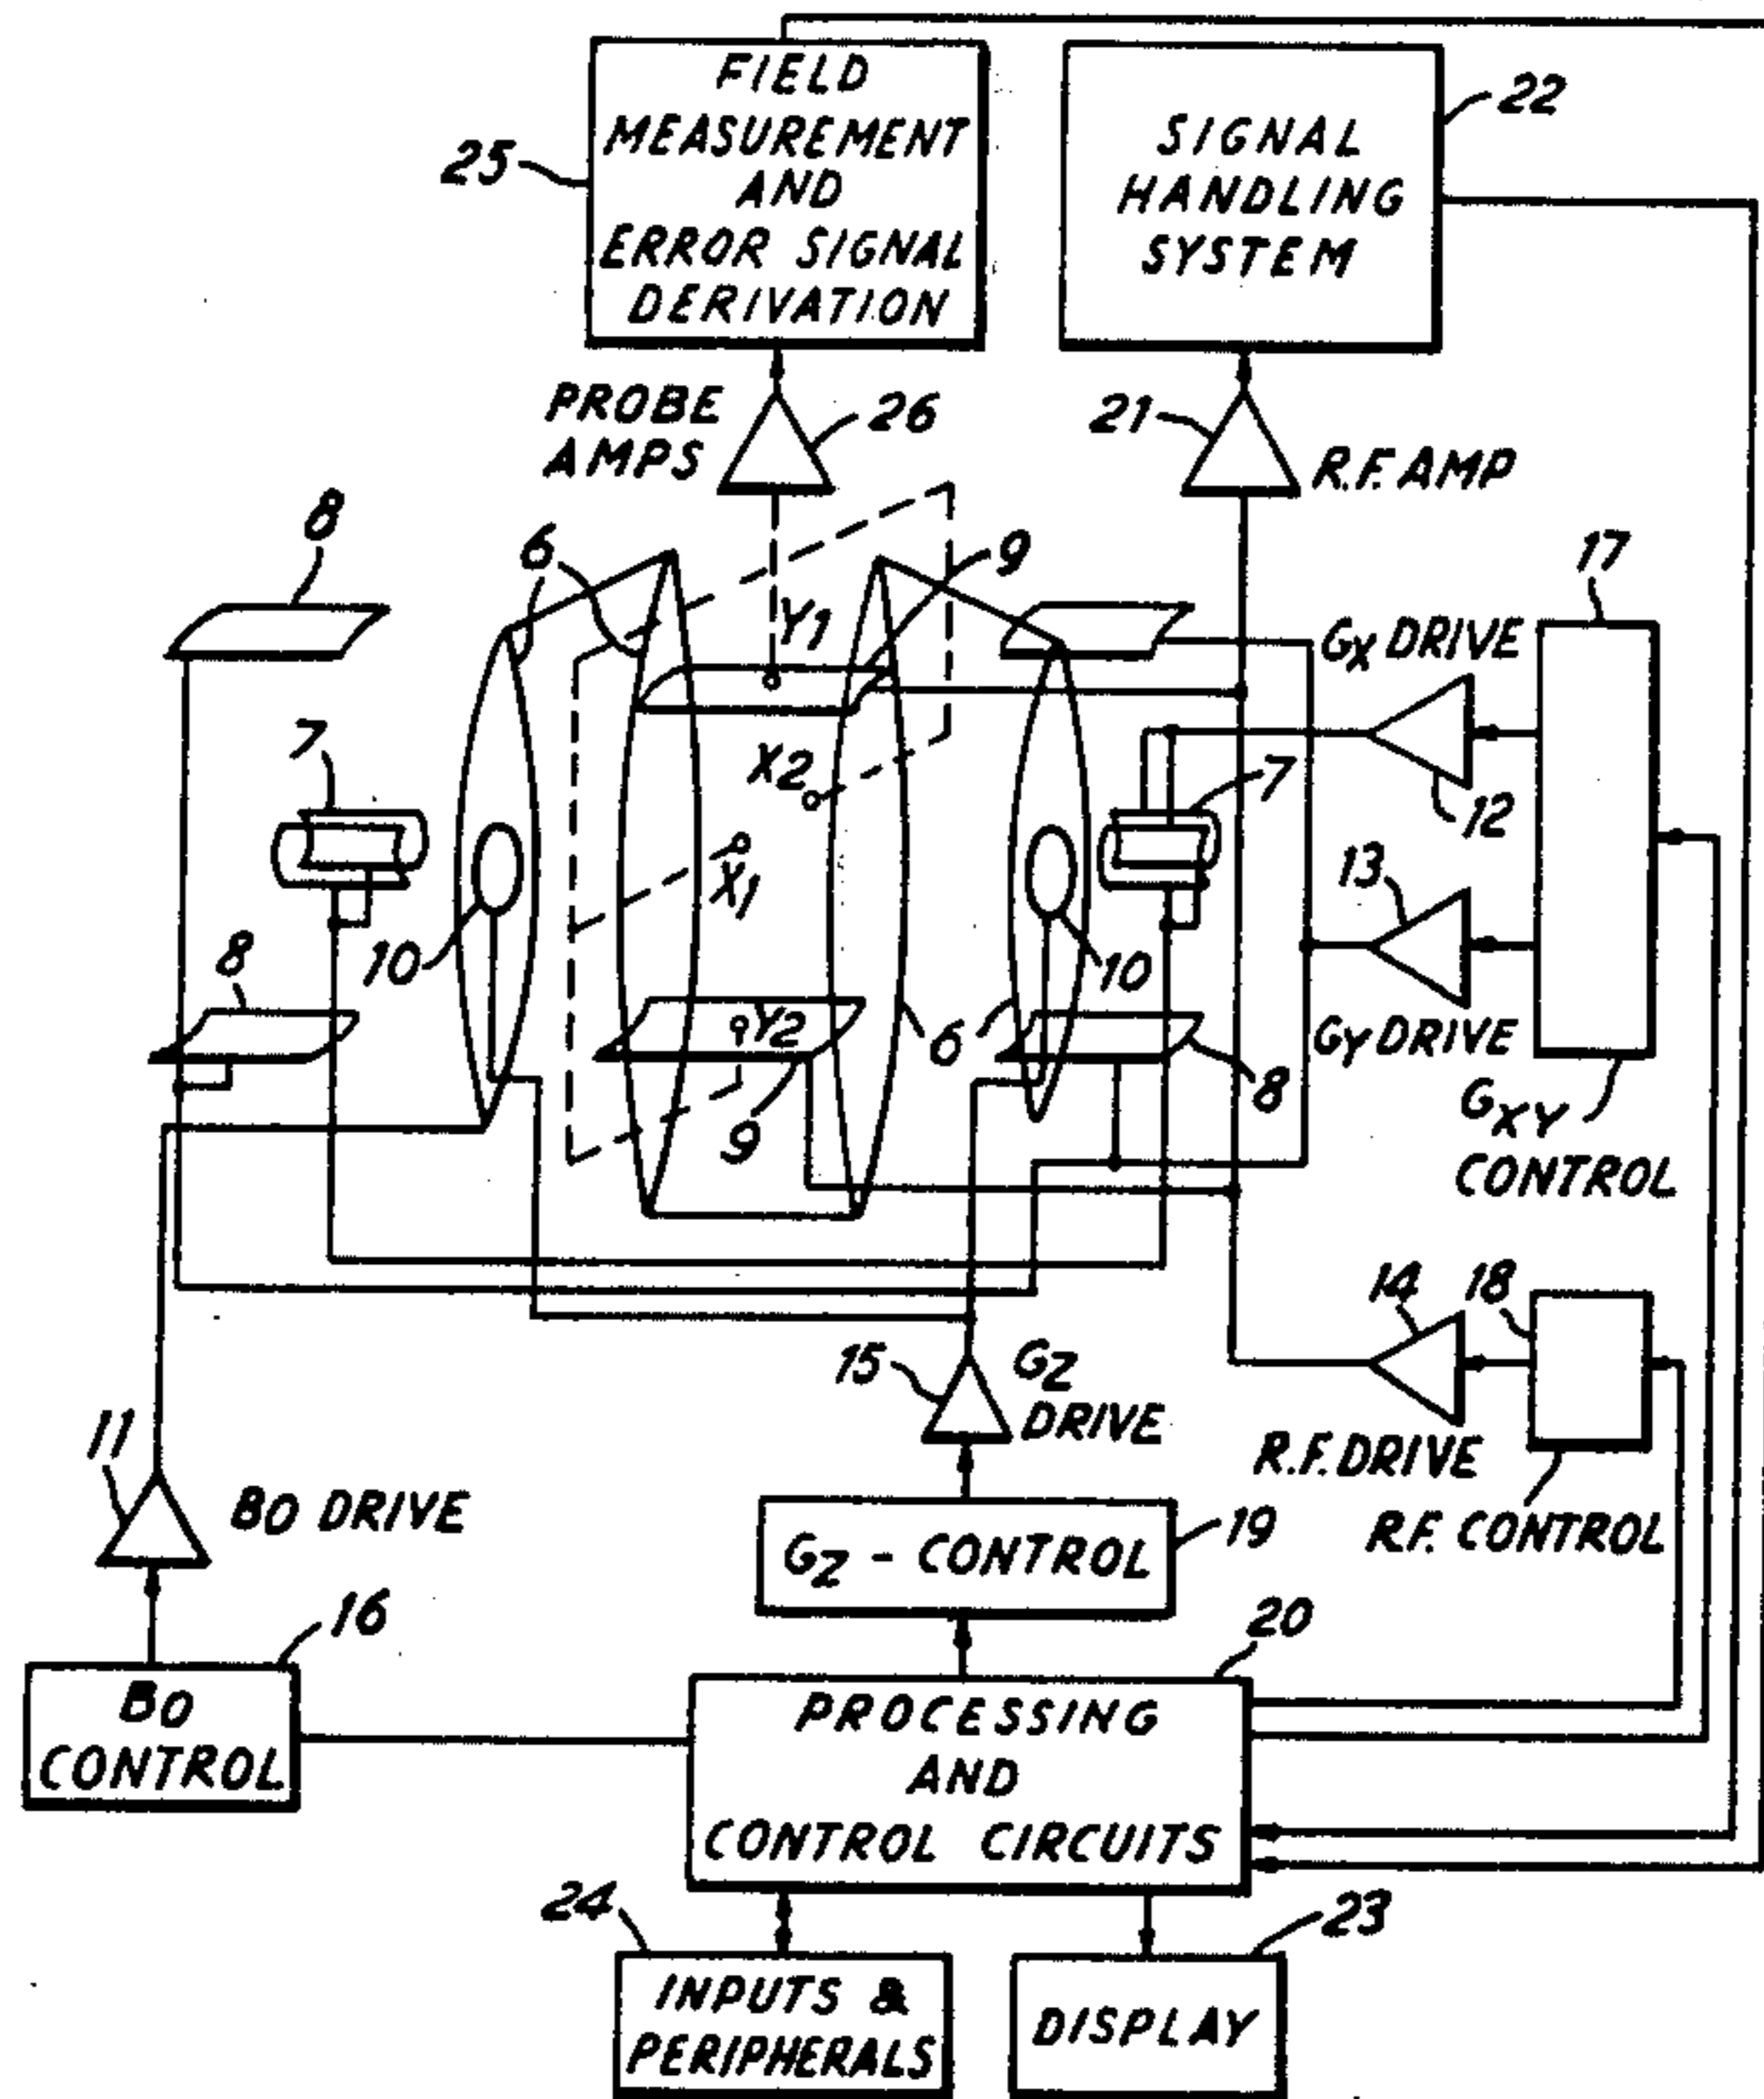 FIELD
MEASUREMENT
AND
ERROR SIGNAL
DERIVATION
25
SIGNAL
HANDLING
SYSTEM
22
PROBE
AMPS
26
21
R.F. AMP
8
6
9
17
Y1
GX DRIVE
7
X2
7
12
X1
13
8
10
10
Y2
6
8
GY DRIVE
9
GXY
CONTROL
14
18
15
GZ
DRIVE
11
B0 DRIVE
R.F. DRIVE
R.F. CONTROL
GZ - CONTROL
19
16
20
B0
CONTROL
PROCESSING
AND
CONTROL CIRCUITS
24
23
INPUTS &
PERIPHERALS
DISPLAY